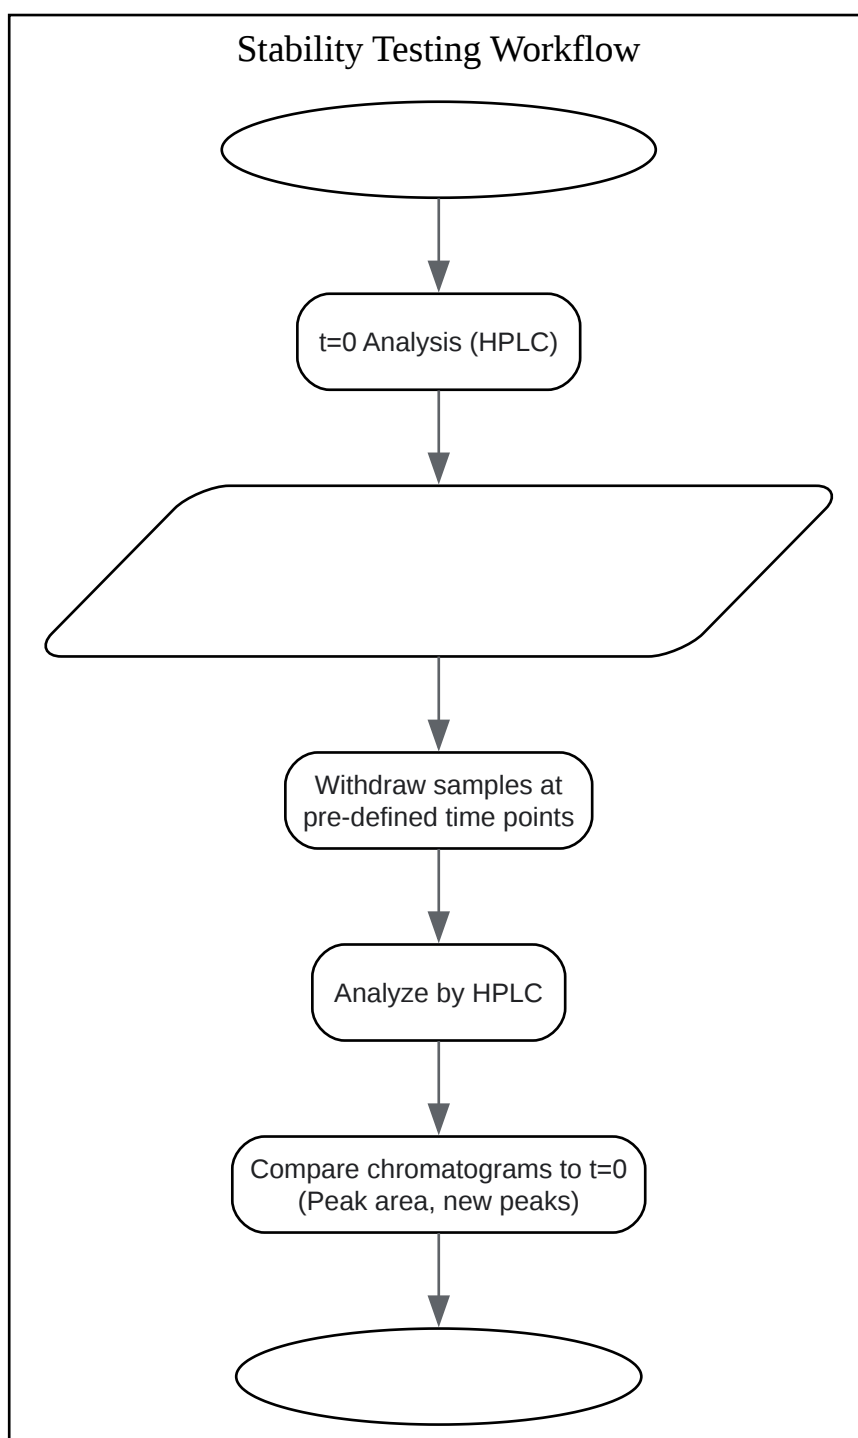 Stability Testing Workflow
t=0 Analysis (HPLC)
Withdraw samples at
pre-defined time points
Analyze by HPLC
Compare chromatograms to t=0
(Peak area, new peaks)